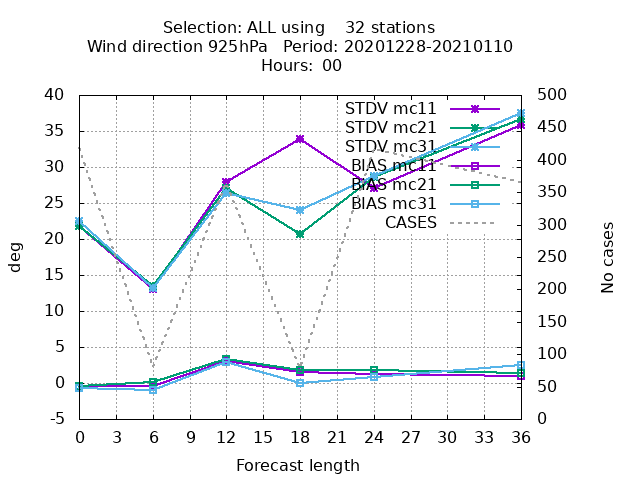 Selection: ALL using    32 stations
Wind direction 925hPa   Period: 20201228-20210110
Hours: 00
40
35
30
25
20
15
10
5
0
-5
deg
500
450
400
350
300
250
200
150
100
50
0
No cases
STDV mc11
STDV mc21
STDV mc31
BIAS mc11
BIAS mc21
BIAS mc31
CASES
0 3 6 9 12 15 18 21 24 27 30 33 36
Forecast length